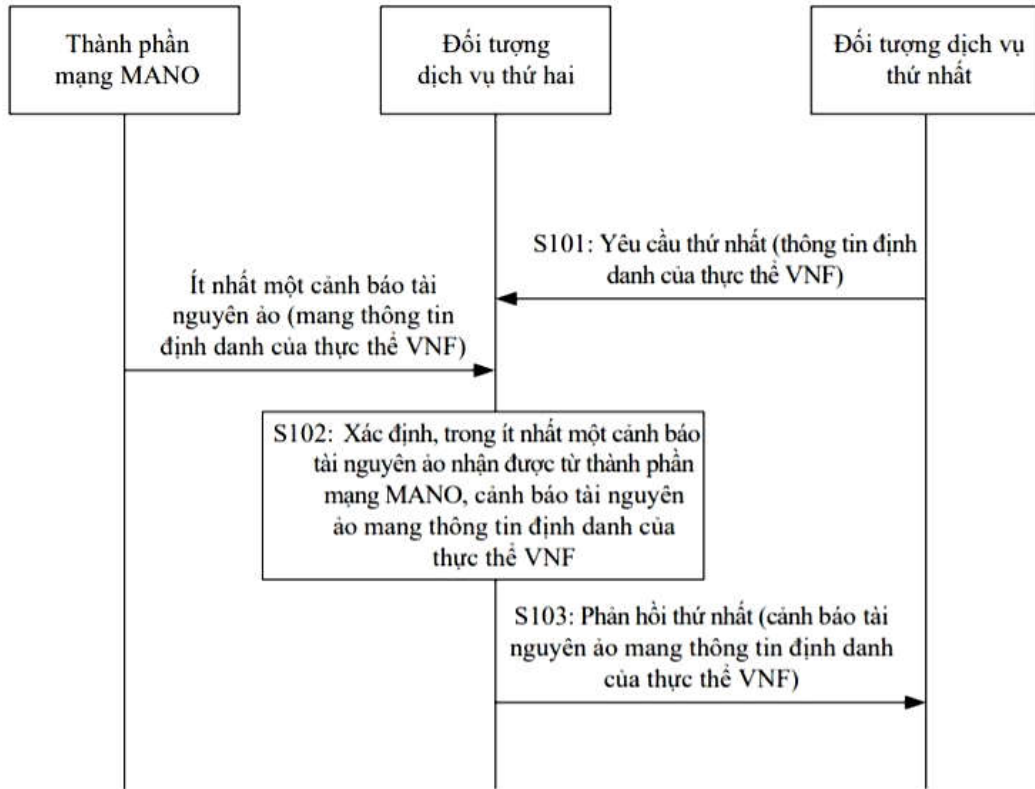 Thành phần
mạng MANO
Đối tượng
dịch vụ thứ hai
Đối tượng dịch vụ
thứ nhất
S101: Yêu cầu thứ nhất (thông tin định
danh của thực thể VNF)
Ít nhất một cảnh báo tài
nguyên ảo (mang thông tin
định danh của thực thể VNF)
S102: Xác định, trong ít nhất một cảnh báo
tài nguyên ảo nhận được từ thành phần
mạng MANO, cảnh báo tài nguyên
ảo mang thông tin định danh của
thực thể VNF
S103: Phản hồi thứ nhất (cảnh báo tài
nguyên ảo mang thông tin định danh
của thực thể VNF)